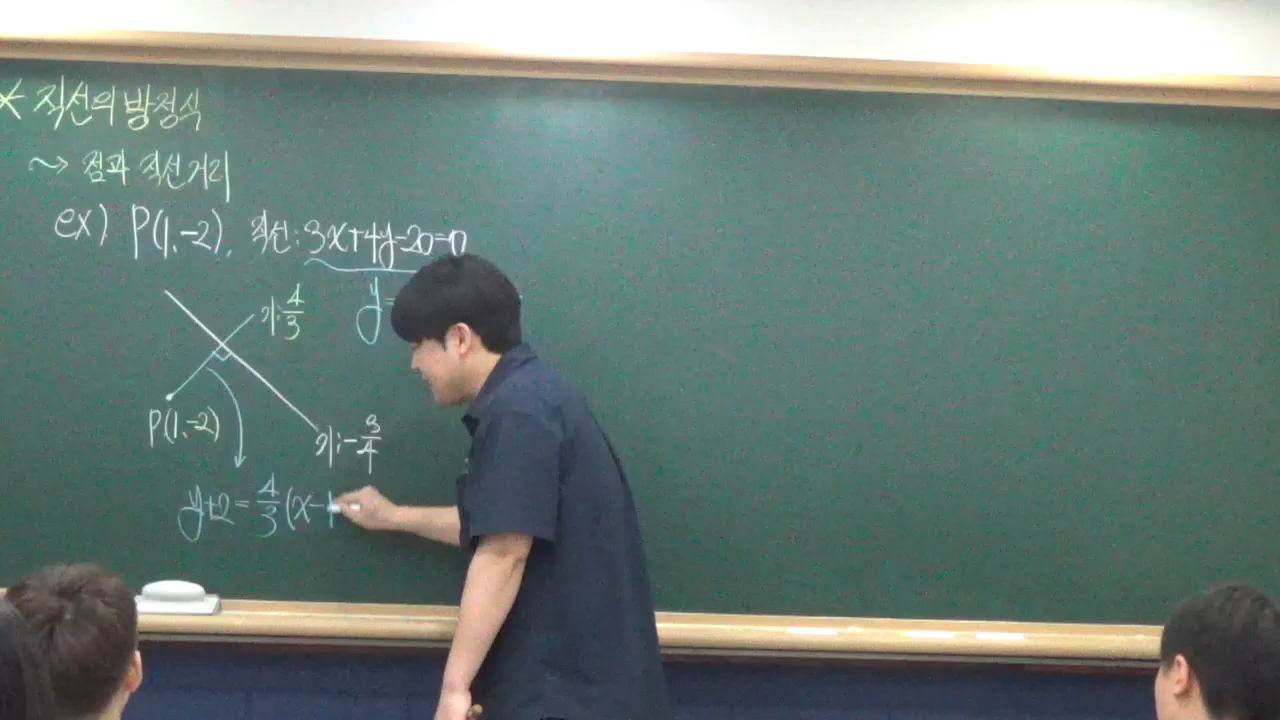 * 직선의 방정식
~> 점과 직선거리
ex) P(1,-2), 직선: 3x+4y-20=0
y=
기: 4/3
P(1,-2)
기: -3/4
y+2=4/3(x-1